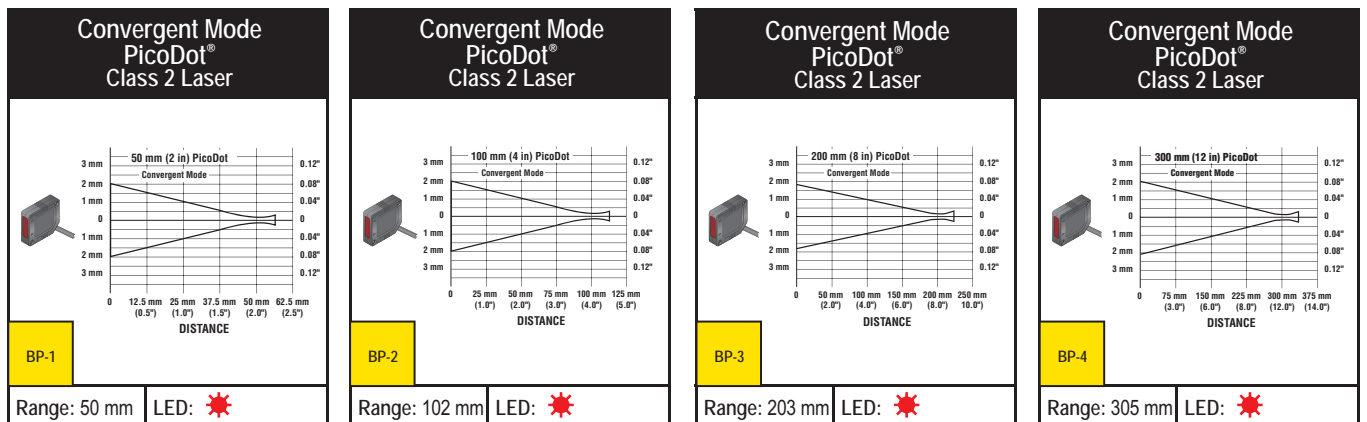 Convergent Mode
PicoDot®
Class 2 Laser
50 mm (2 in) PicoDot
Convergent Mode
3 mm 0.12"
2 mm 0.08"
1 mm 0.04"
0 0
1 mm 0.04"
2 mm 0.08"
3 mm 0.12"
0 12.5 mm 25 mm 37.5 mm 50 mm 62.5 mm
(0.5") (1.0") (1.5") (2.0") (2.5")
DISTANCE
BP-1
Range: 50 mm LED:
Convergent Mode
PicoDot®
Class 2 Laser
100 mm (4 in) PicoDot
Convergent Mode
3 mm 0.12"
2 mm 0.08"
1 mm 0.04"
0 0
1 mm 0.04"
2 mm 0.08"
3 mm 0.12"
0 25 mm 50 mm 75 mm 100 mm 125 mm
(1.0") (2.0") (3.0") (4.0") (5.0")
DISTANCE
BP-2
Range: 102 mm LED:
Convergent Mode
PicoDot®
Class 2 Laser
200 mm (8 in) PicoDot
Convergent Mode
3 mm 0.12"
2 mm 0.08"
1 mm 0.04"
0 0
1 mm 0.04"
2 mm 0.08"
3 mm 0.12"
0 50 mm 100 mm 150 mm 200 mm 250 mm
(2.0") (4.0") (6.0") (8.0") 10.0")
DISTANCE
BP-3
Range: 203 mm LED:
Convergent Mode
PicoDot®
Class 2 Laser
300 mm (12 in) PicoDot
Convergent Mode
3 mm 0.12"
2 mm 0.08"
1 mm 0.04"
0 0
1 mm 0.04"
2 mm 0.08"
3 mm 0.12"
0 75 mm 150 mm 225 mm 300 mm 375 mm
(3.0") (6.0") (8.0") (12.0") (14.0")
DISTANCE
BP-4
Range: 305 mm LED: